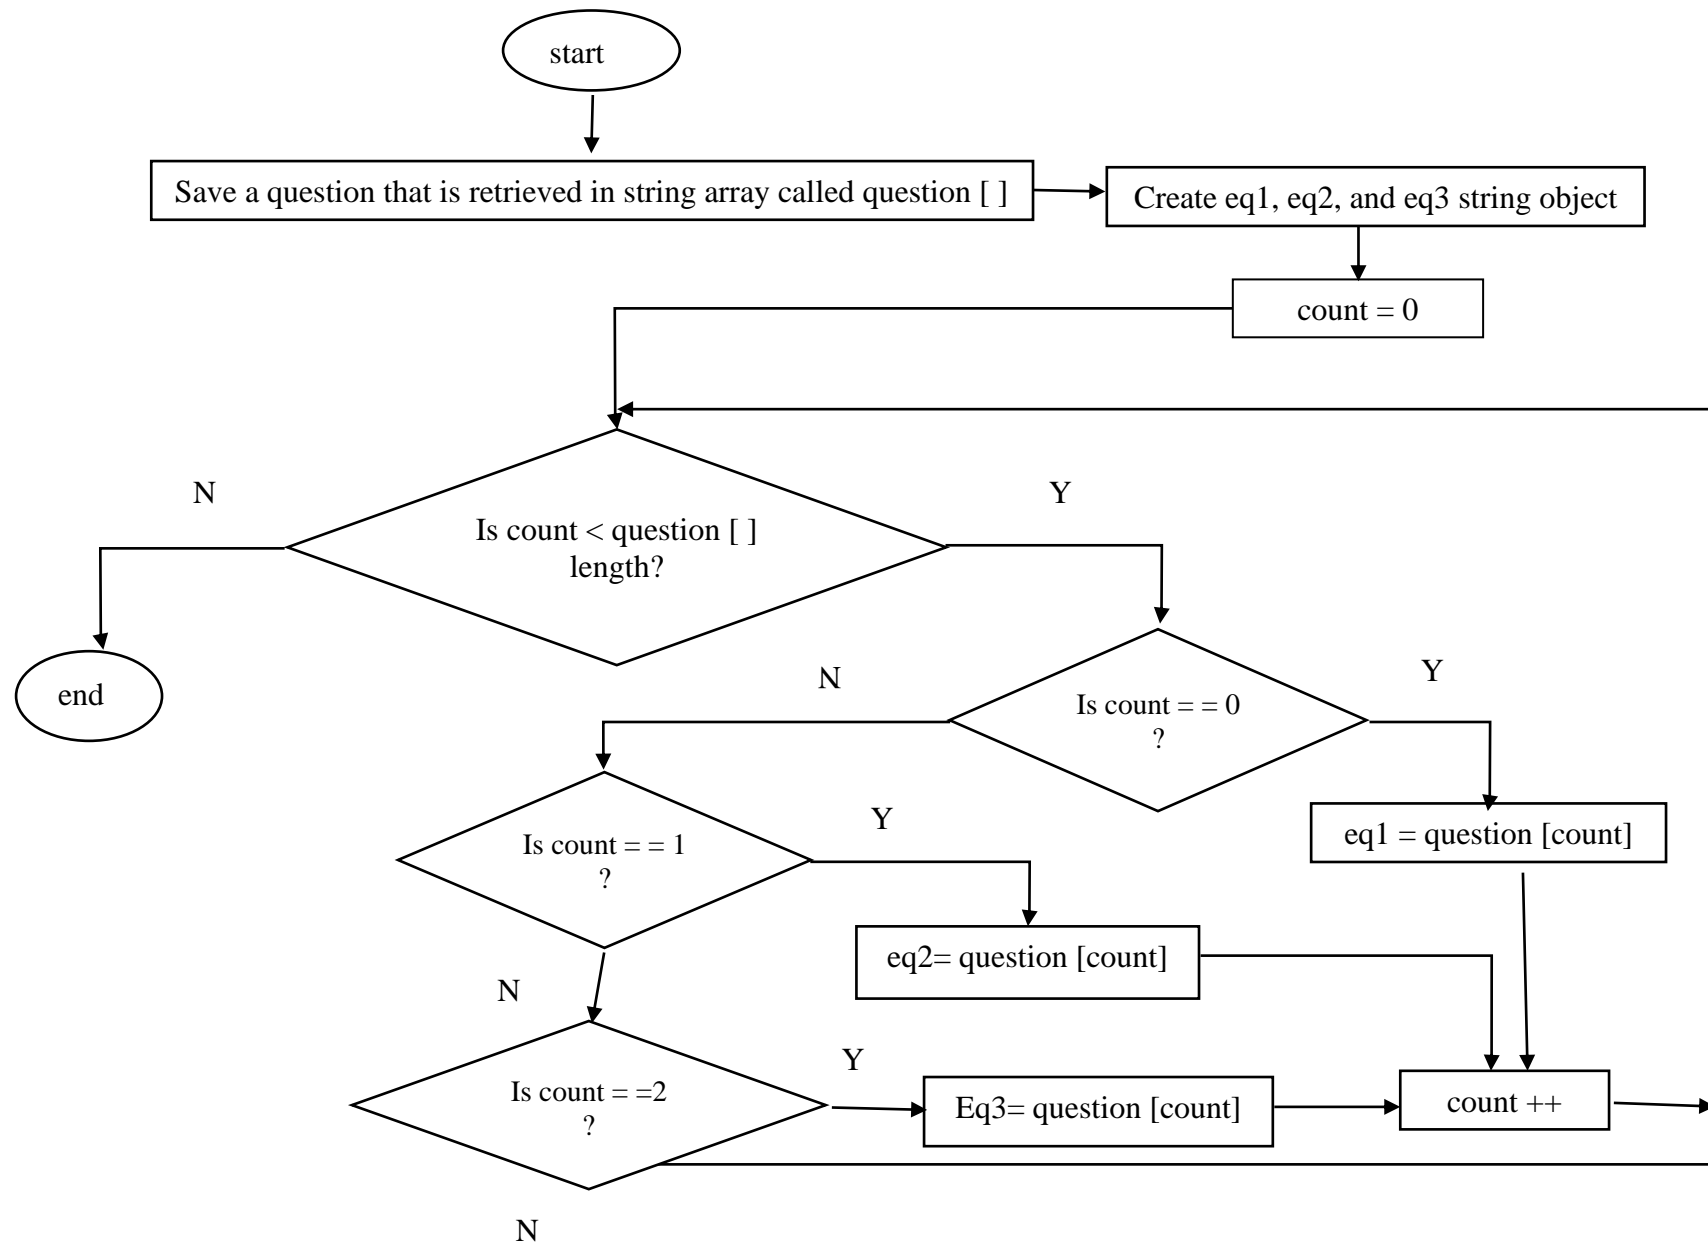 start
Save a question that is retrieved in string array called question [ ]
Create eq1, eq2, and eq3 string object
count = 0
N
Y
Is count < question [ ]
length?
end
N
Y
Is count = = 0
?
Is count = = 1
?
Y
eq1 = question [count]
eq2= question [count]
N
Is count = =2
?
Y
Eq3= question [count]
count ++
N